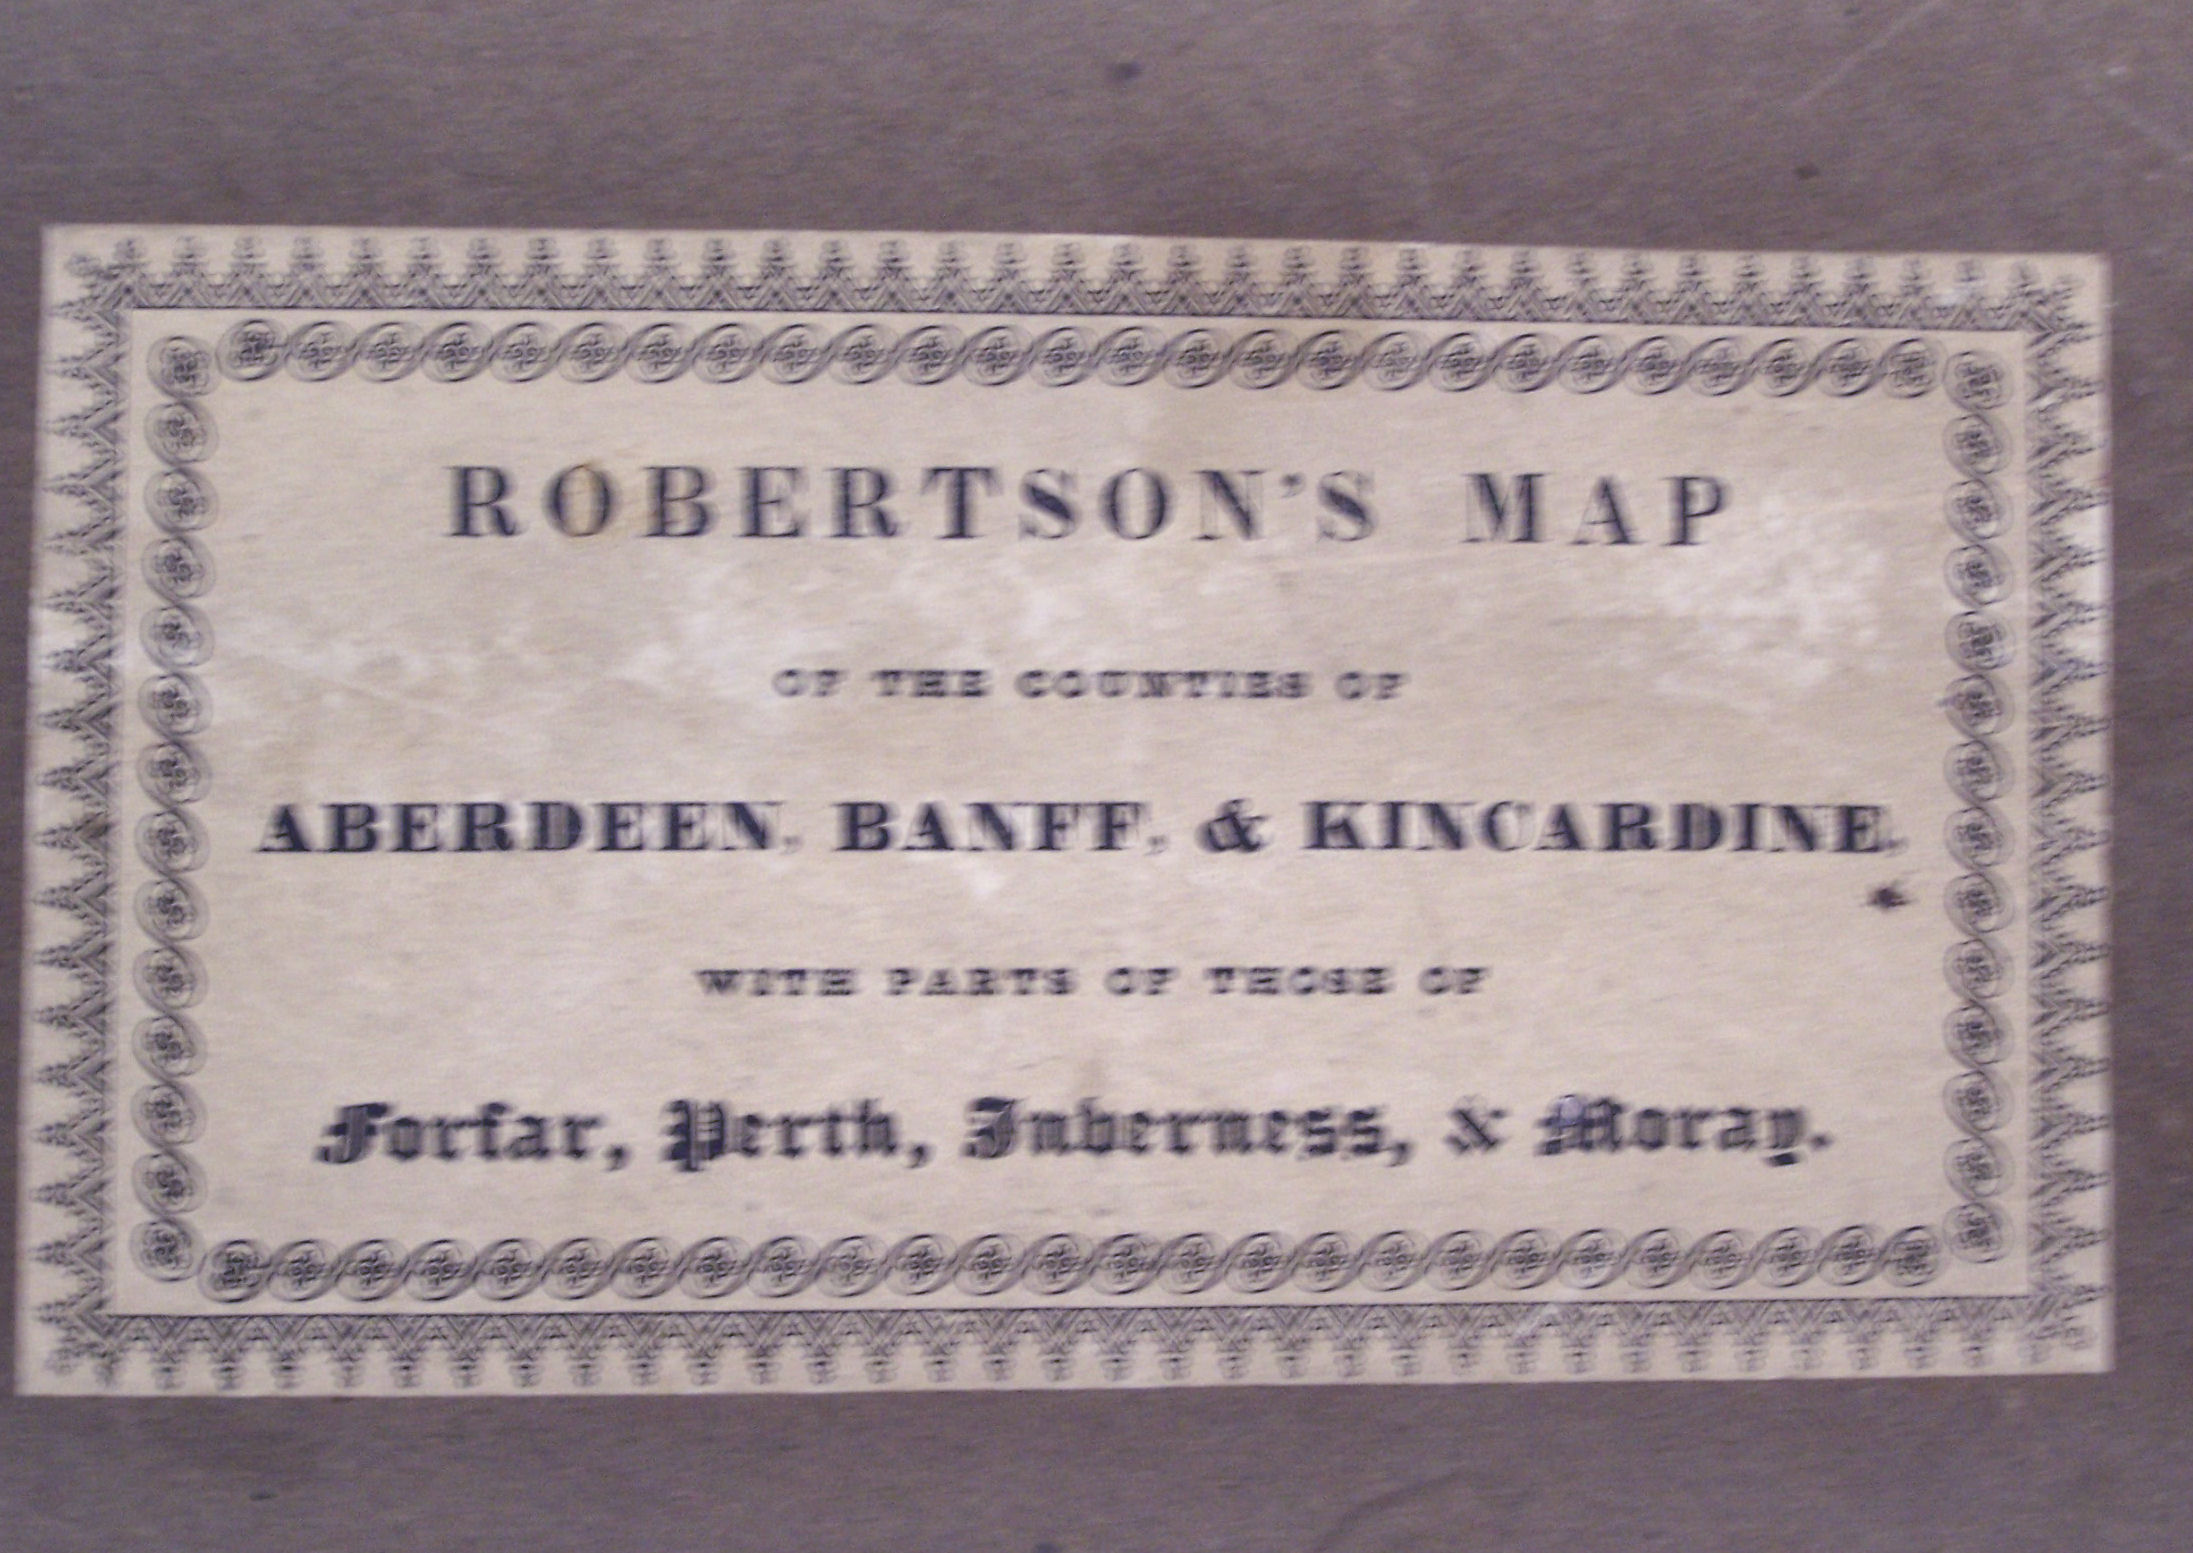 ROBERTSON'S MAP
OF THE COUNTIES OF
ABERDEEN, BANFF, & KINCARDINE,
WITH PARTS OF THOSE OF
Forfar, Perth, Inverness, & Moray.